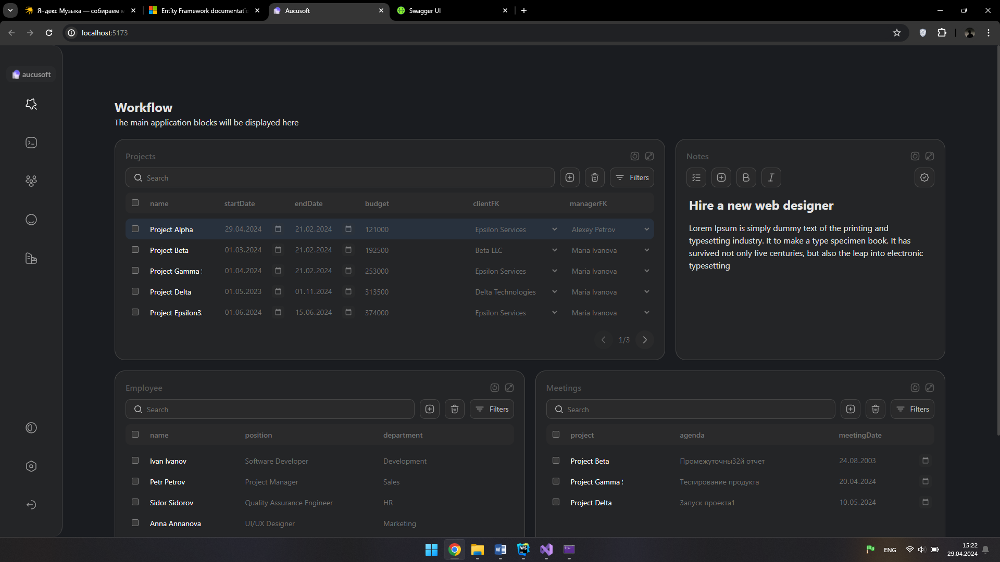 Яндекс Музыка — собираем м
Entity Framework documentatic
Aucusoft
Swagger UI
localhost:5173
aucusoft
Workflow
The main application blocks will be displayed here
Projects
Search
Filters
name startDate endDate budget clientFK managerFK
Project Alpha 29.04.2024 21.02.2024 121000 Epsilon Services Alexey Petrov
Project Beta 01.03.2024 21.02.2024 192500 Beta LLC Maria Ivanova
Project Gamma 01.04.2024 21.02.2024 253000 Epsilon Services Maria Ivanova
Project Delta 01.05.2023 01.11.2024 313500 Delta Technologies Maria Ivanova
Project Epsilon3 01.06.2024 15.06.2024 374000 Epsilon Services Maria Ivanova
1/3
Notes
Hire a new web designer
Lorem Ipsum is simply dummy text of the printing and
typesetting industry. It to make a type specimen book. It has
survived not only five centuries, but also the leap into electronic
typesetting
Employee
Search
Filters
name position department
Ivan Ivanov Software Developer Development
Petr Petrov Project Manager Sales
Sidor Sidorov Quality Assurance Engineer HR
Anna Annanova UI/UX Designer Marketing
Meetings
Search
Filters
project agenda meetingDate
Project Beta Промежуточны32й отчет 24.08.2003
Project Gamma Тестирование продукта 20.04.2024
Project Delta Запуск проекта1 10.05.2024
ENG
15:22
29.04.2024